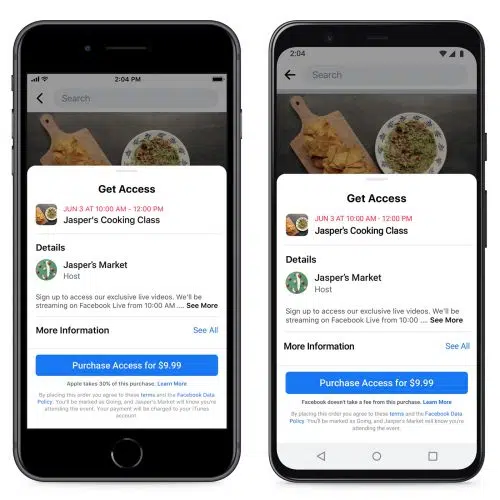 2:04 PM
Search
Get Access
JUN 3 AT 10:00 AM - 12:00 PM
Jasper's Cooking Class
Details
Jasper's Market
Host
Sign up to access our exclusive live videos. We'll be
streaming on Facebook Live from 10:00 AM .... See More
More Information
See All
Purchase Access for $9.99
Apple takes 30% of this purchase. Learn More
By placing this order you agree to these terms and the Facebook Data
Policy. You'll be marked as Going, and Jasper's Market will know you're
attending the event. Your payment will be charged to your iTunes
account.
2:04
Search
Get Access
JUN 3 AT 10:00 AM - 12:00 PM
Jasper's Cooking Class
Details
Jasper's Market
Host
Sign up to access our exclusive live videos. We'll be
streaming on Facebook Live from 10:00 .... See More
More Information
See All
Purchase Access for $9.99
Facebook doesn't take a fee from this purchase. Learn More
By placing this order you agree to these terms and the Facebook Data
Policy. You'll be marked as Going, and Jasper's Market will know you're
attending the event.